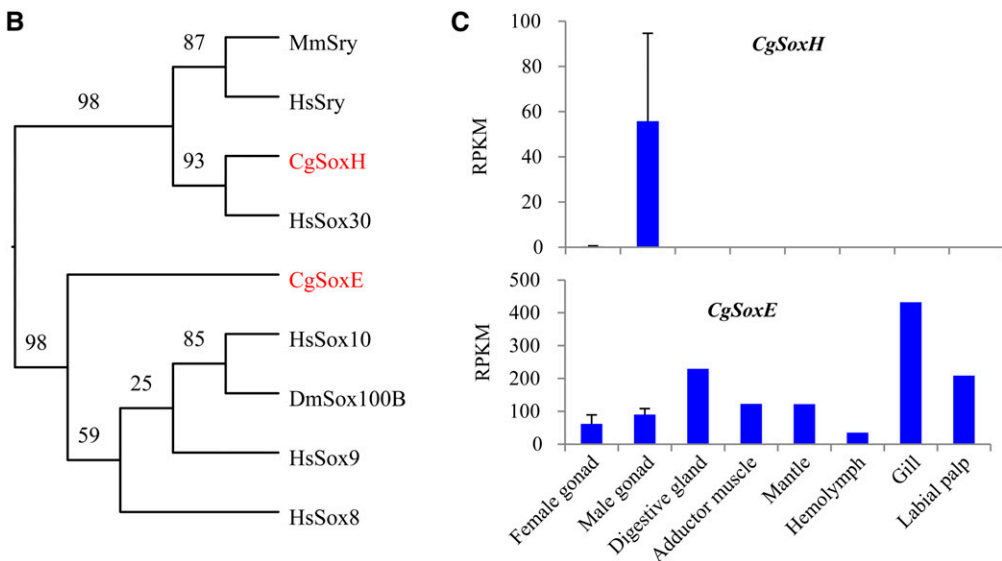 B
87
MmSry
98
HsSry
93
CgSoxH
HsSox30
CgSoxE
98
85
HsSox10
25
DmSox100B
59
HsSox9
HsSox8
C
CgSoxH
RPKM
100
80
60
40
20
0
CgSoxE
RPKM
500
400
300
200
100
0
Female gonad
Male gonad
Digestive gland
Adductor muscle
Mantle
Hemolymph
Gill
Labial palp